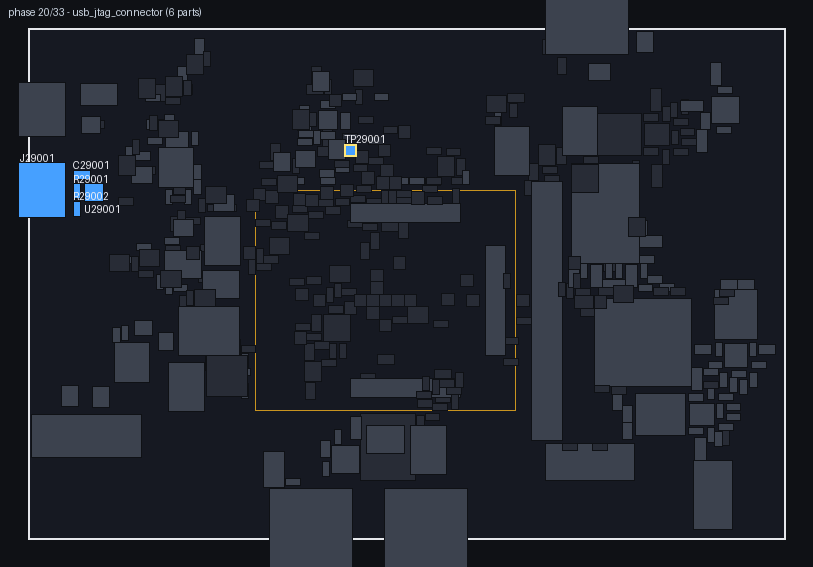 phase 20/33 - usb_jtag_connector (6 parts)
TP29001
J29001
C29001
R29001
R29002
U29001